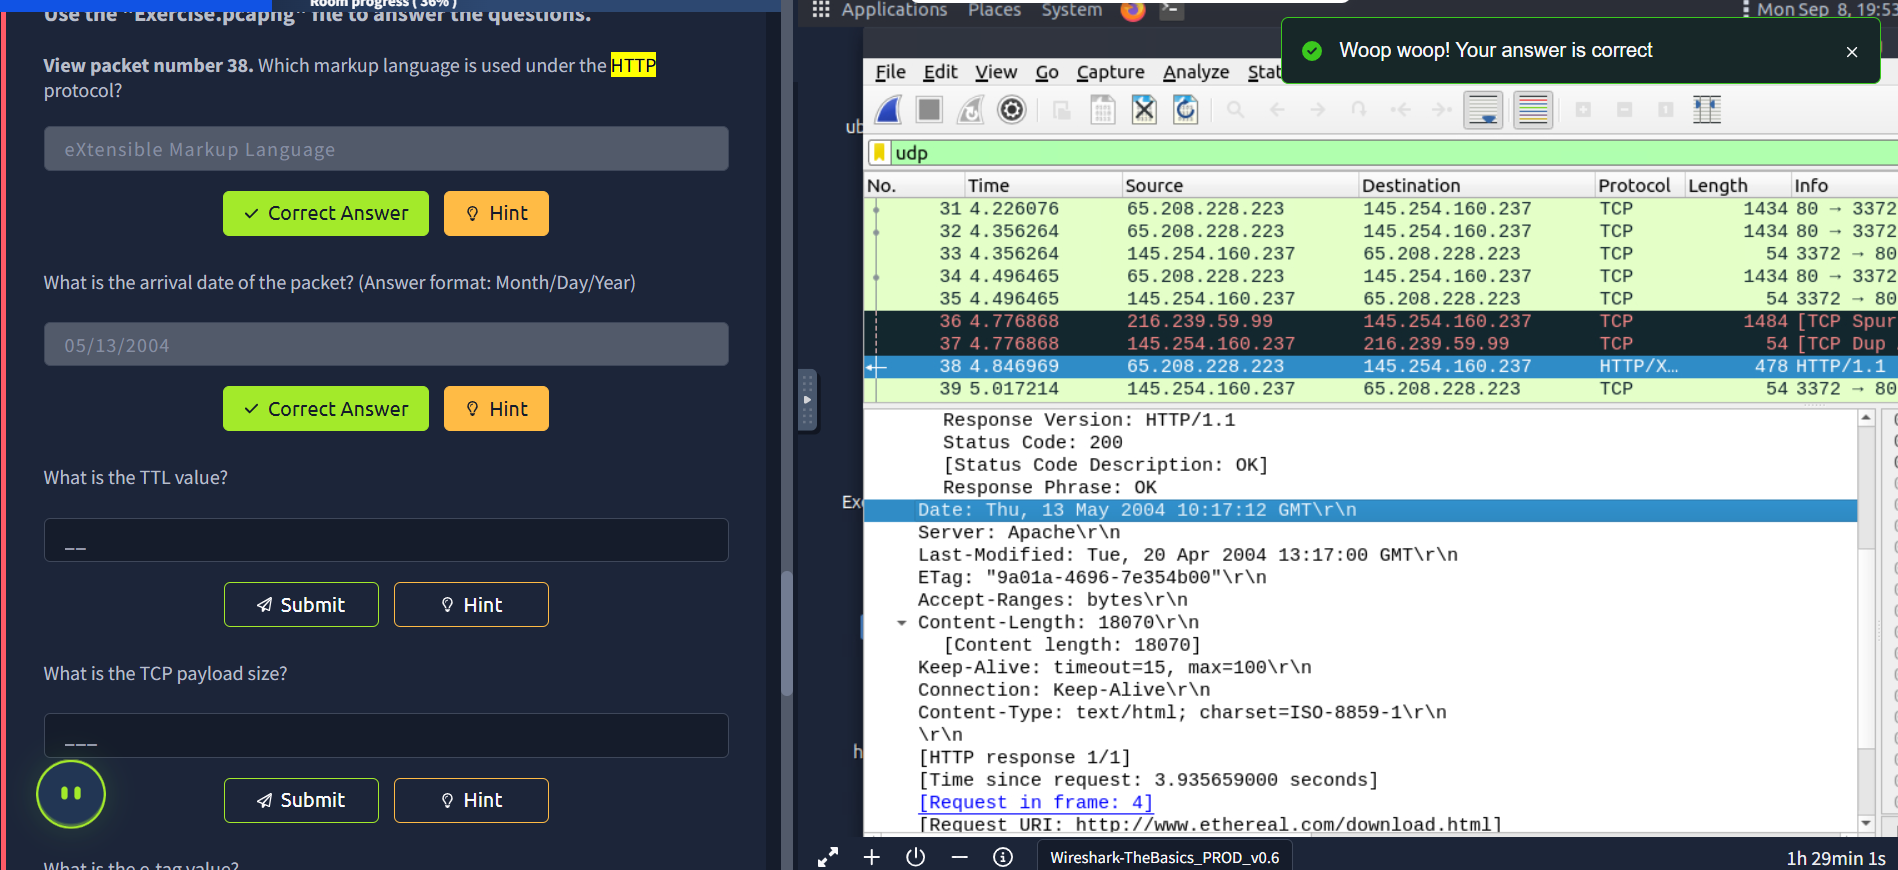 Room progress ( 36% )
Use the "Exercise.pcapng" file to answer the questions.
View packet number 38. Which markup language is used under the HTTP
protocol?
eXtensible Markup Language
Correct Answer
Hint
What is the arrival date of the packet? (Answer format: Month/Day/Year)
05/13/2004
Correct Answer
Hint
What is the TTL value?
__
Submit
Hint
What is the TCP payload size?
___
Submit
Hint
What is the e-tag value?
Applications Places System
Mon Sep 8, 19:53
Woop woop! Your answer is correct
File Edit View Go Capture Analyze Stat
udp
No. Time Source Destination Protocol Length Info
31 4.226076 65.208.228.223 145.254.160.237 TCP 1434 80 → 3372
32 4.356264 65.208.228.223 145.254.160.237 TCP 1434 80 → 3372
33 4.356264 145.254.160.237 65.208.228.223 TCP 54 3372 → 80
34 4.496465 65.208.228.223 145.254.160.237 TCP 1434 80 → 3372
35 4.496465 145.254.160.237 65.208.228.223 TCP 54 3372 → 80
36 4.776868 216.239.59.99 145.254.160.237 TCP 1484 [TCP Spur
37 4.776868 145.254.160.237 216.239.59.99 TCP 54 [TCP Dup
38 4.846969 65.208.228.223 145.254.160.237 HTTP/X… 478 HTTP/1.1
39 5.017214 145.254.160.237 65.208.228.223 TCP 54 3372 → 80
Response Version: HTTP/1.1
Status Code: 200
[Status Code Description: OK]
Response Phrase: OK
Date: Thu, 13 May 2004 10:17:12 GMT\r\n
Server: Apache\r\n
Last-Modified: Tue, 20 Apr 2004 13:17:00 GMT\r\n
ETag: "9a01a-4696-7e354b00"\r\n
Accept-Ranges: bytes\r\n
Content-Length: 18070\r\n
[Content length: 18070]
Keep-Alive: timeout=15, max=100\r\n
Connection: Keep-Alive\r\n
Content-Type: text/html; charset=ISO-8859-1\r\n
\r\n
[HTTP response 1/1]
[Time since request: 3.935659000 seconds]
[Request in frame: 4]
[Request URI: http://www.ethereal.com/download.html]
ub
Exe
h
Wireshark-TheBasics_PROD_v0.6
1h 29min 1s